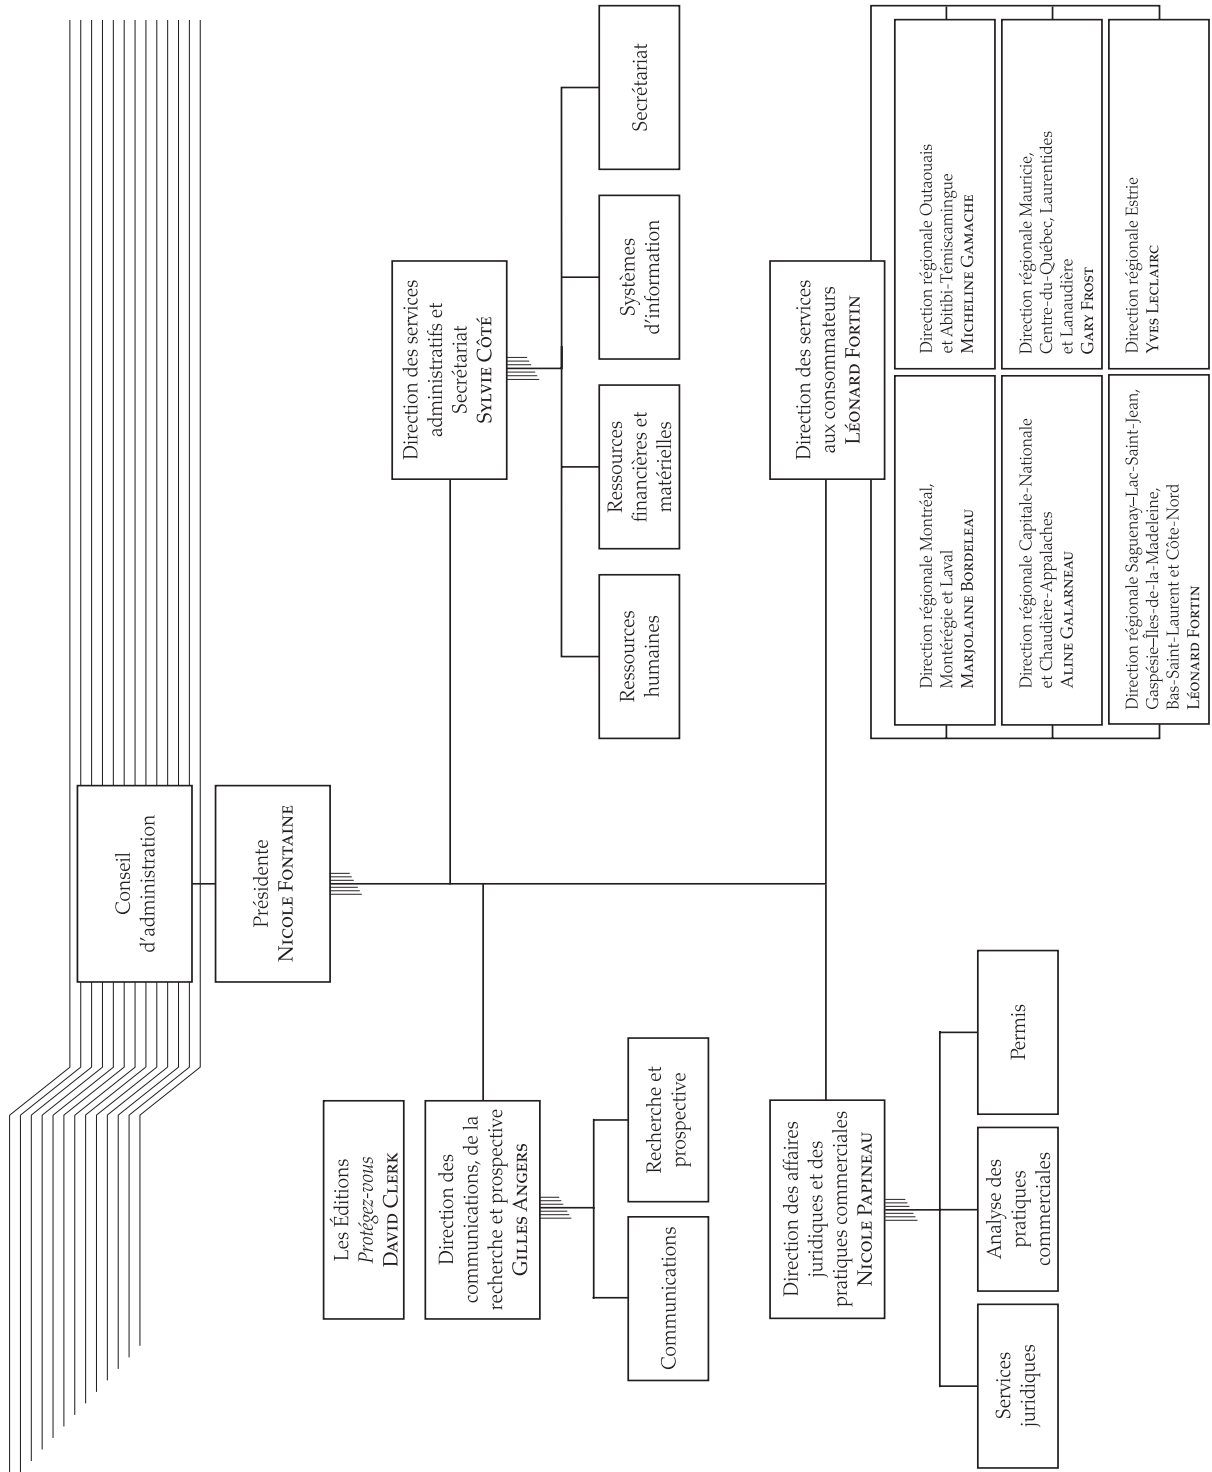 Conseil
d'administration
Présidente
NICOLE FONTAINE
Les Éditions
Protégez-vous
DAVID CLERK
Direction des
communications, de la
recherche et prospective
GILLES ANGERS
Communications
Recherche et
prospective
Direction des services
administratifs et
Secrétariat
SYLVIE CÔTÉ
Ressources
humaines
Ressources
financières et
matérielles
Systèmes
d'information
Secrétariat
Direction des affaires
juridiques et des
pratiques commerciales
NICOLE PAPINEAU
Services
juridiques
Analyse des
pratiques
commerciales
Permis
Direction des services
aux consommateurs
LÉONARD FORTIN
Direction régionale Montréal,
Montérégie et Laval
MARJOLAINE BORDELEAU
Direction régionale Outaouais
et Abitibi-Témiscamingue
MICHELINE GAMACHE
Direction régionale Capitale-Nationale
et Chaudière-Appalaches
ALINE GALARNEAU
Direction régionale Mauricie,
Centre-du-Québec, Laurentides
et Lanaudière
GARY FROST
Direction régionale Saguenay–Lac-Saint-Jean,
Gaspésie–Îles-de-la-Madeleine,
Bas-Saint-Laurent et Côte-Nord
LÉONARD FORTIN
Direction régionale Estrie
YVES LECLAIRC